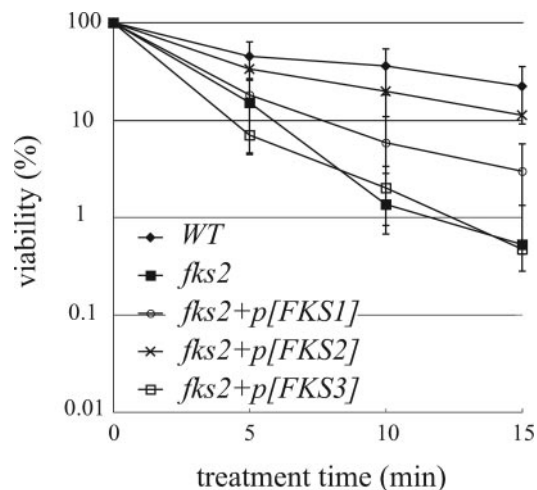 100
10
1
0.1
0.01
viability (%)
WT
fks2
fks2+p[FKS1]
fks2+p[FKS2]
fks2+p[FKS3]
0
5
10
15
treatment time (min)